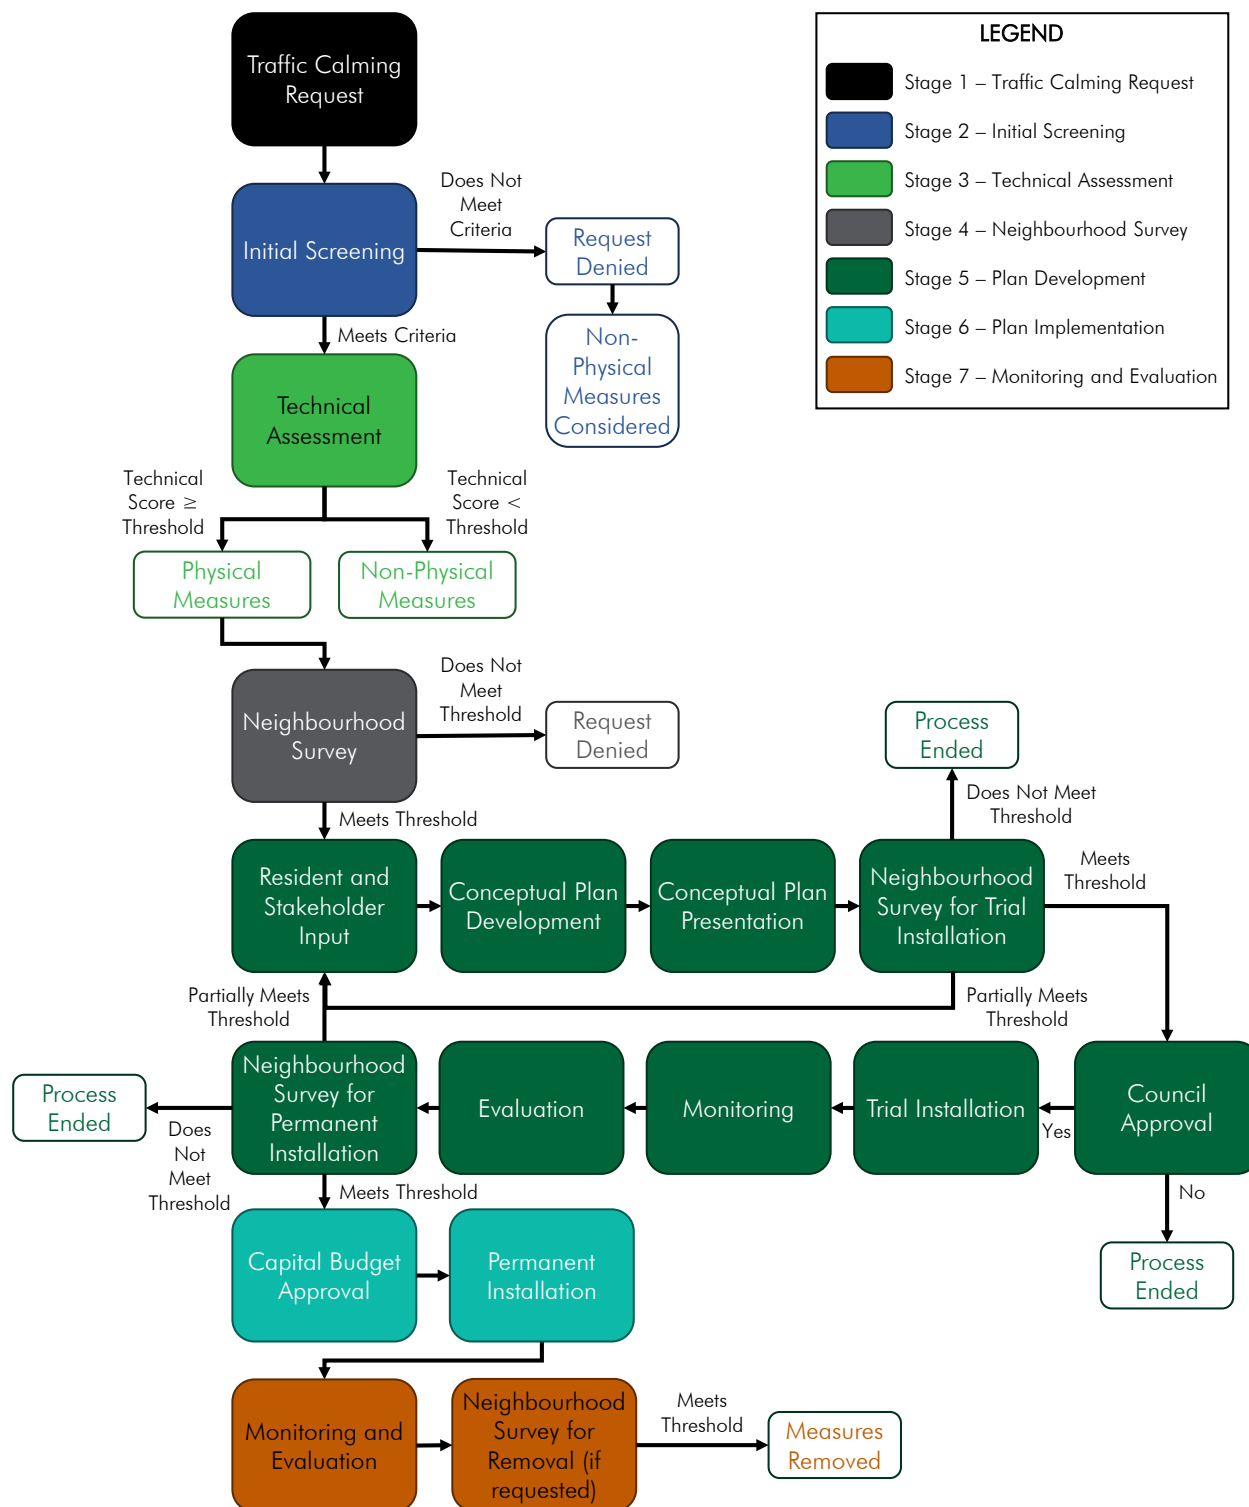 Traffic Calming
Request
LEGEND
Stage 1 – Traffic Calming Request
Stage 2 – Initial Screening
Stage 3 – Technical Assessment
Stage 4 – Neighbourhood Survey
Stage 5 – Plan Development
Stage 6 – Plan Implementation
Stage 7 – Monitoring and Evaluation
Initial Screening
Does Not
Meet
Criteria
Request
Denied
Non-
Physical
Measures
Considered
Meets Criteria
Technical
Assessment
Technical
Score ≥
Threshold
Technical
Score <
Threshold
Physical
Measures
Non-Physical
Measures
Neighbourhood
Survey
Does Not
Meet
Threshold
Request
Denied
Meets Threshold
Resident and
Stakeholder
Input
Conceptual Plan
Development
Conceptual Plan
Presentation
Neighbourhood
Survey for Trial
Installation
Process
Ended
Does Not Meet
Threshold
Meets
Threshold
Partially Meets
Threshold
Partially Meets
Threshold
Council
Approval
Yes
No
Process
Ended
Trial Installation
Monitoring
Evaluation
Neighbourhood
Survey for
Permanent
Installation
Process
Ended
Does
Not
Meet
Threshold
Meets Threshold
Capital Budget
Approval
Permanent
Installation
Monitoring and
Evaluation
Neighbourhood
Survey for
Removal (if
requested)
Meets
Threshold
Measures
Removed